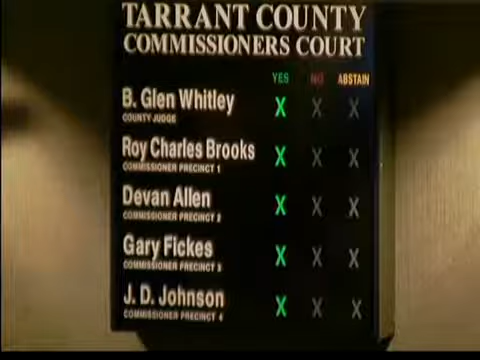 TARRANT COUNTY
COMMISSIONERS COURT
YES NO ABSTAIN
B. Glen Whitley X X X
COUNTY JUDGE
Roy Charles Brooks X X X
COMMISSIONER PRECINCT 1
Devan Allen X X X
COMMISSIONER PRECINCT 2
Gary Fickes X X X
COMMISSIONER PRECINCT 3
J. D. Johnson X X X
COMMISSIONER PRECINCT 4